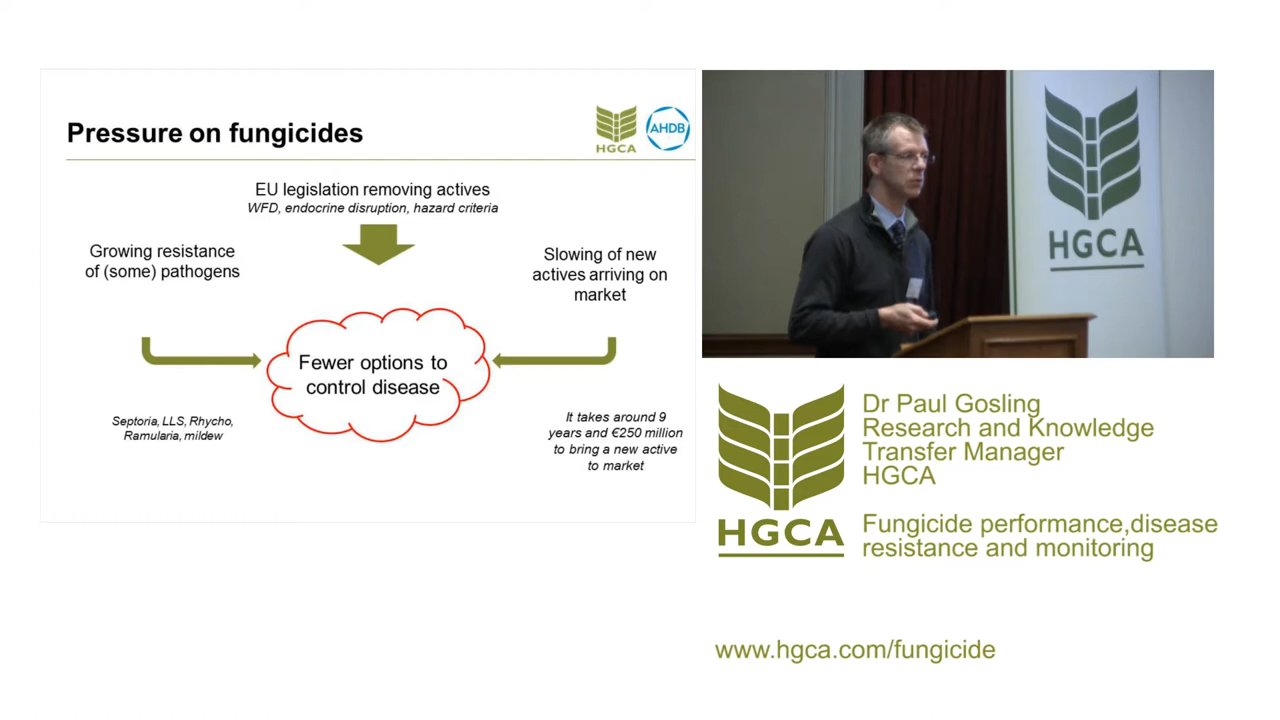 Pressure on fungicides
HGCA
AHDB
EU legislation removing actives
WFD, endocrine disruption, hazard criteria
Growing resistance
of (some) pathogens
Slowing of new
actives arriving on
market
Fewer options to
control disease
Septoria, LLS, Rhycho,
Ramularia, mildew
It takes around 9
years and €250 million
to bring a new active
to market
HGCA
HGCA
Dr Paul Gosling
Research and Knowledge
Transfer Manager
HGCA
Fungicide performance,disease
resistance and monitoring
www.hgca.com/fungicide